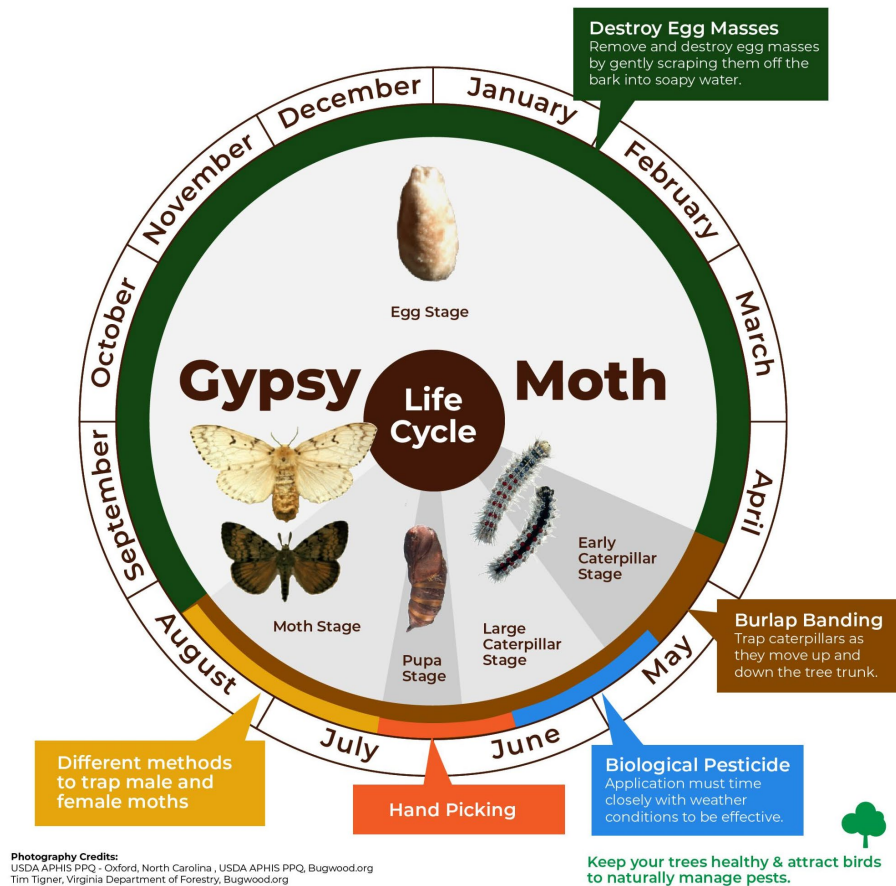 Destroy Egg Masses
Remove and destroy egg masses
by gently scraping them off the
bark into soapy water.
December
January
November
February
October
March
September
April
August
May
July
June
Egg Stage
Gypsy Moth
Life
Cycle
Early
Caterpillar
Stage
Moth Stage
Large
Caterpillar
Stage
Pupa
Stage
Burlap Banding
Trap caterpillars as
they move up and
down the tree trunk.
Different methods
to trap male and
female moths
Hand Picking
Biological Pesticide
Application must time
closely with weather
conditions to be effective.
Photography Credits:
USDA APHIS PPQ - Oxford, North Carolina , USDA APHIS PPQ, Bugwood.org
Tim Tigner, Virginia Department of Forestry, Bugwood.org
Keep your trees healthy & attract birds
to naturally manage pests.